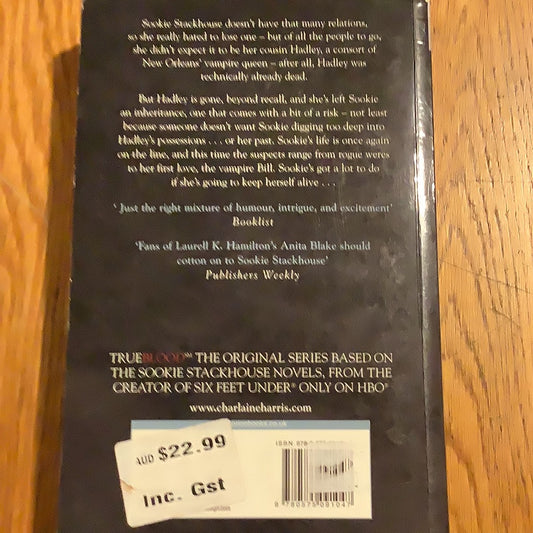 Sookie Stackhouse doesn't have that many relations,
so she really hated to lose one – but of all the people to go,
she didn't expect it to be her cousin Hadley, a consort of
New Orleans' vampire queen – after all, Hadley was
technically already dead.
But Hadley is gone, beyond recall, and she's left Sookie
an inheritance, one that comes with a bit of a risk – not least
because someone doesn't want Sookie digging too deep into
Hadley's possessions . . . or her past. Sookie's life is once again
on the line, and this time the suspects range from rogue weres
to her first love, the vampire Bill. Sookie's got a lot to do
if she's going to keep herself alive . . .
' Just the right mixture of humour, intrigue, and excitement'
Booklist
'Fans of Laurell K. Hamilton's Anita Blake should
cotton on to Sookie Stackhouse'
Publishers Weekly
TRUEBLOOD℠ THE ORIGINAL SERIES BASED ON
THE SOOKIE STACKHOUSE NOVELS, FROM THE
CREATOR OF SIX FEET UNDER® ONLY ON HBO®
www.charlaineharris.com
AUD $22.99
Inc. Gst
ISBN 978-
9 780575 091047